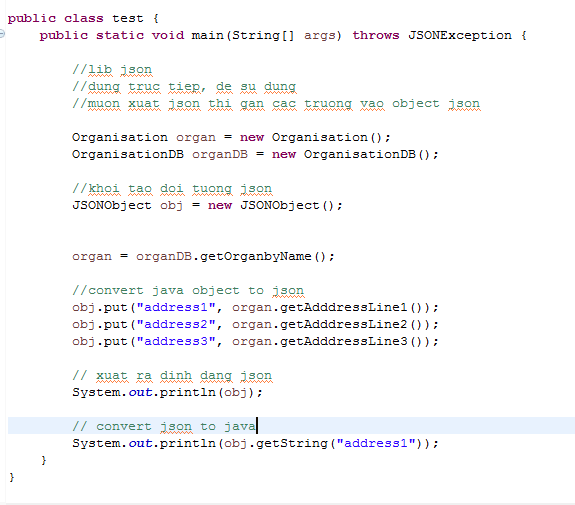 public class test {
public static void main(String[] args) throws JSONException {
//lib json
//dung truc tiep, de su dung
//muon xuat json thi gan cac truong vao object json
Organisation organ = new Organisation();
OrganisationDB organDB = new OrganisationDB();
//khoi tao doi tuong json
JSONObject obj = new JSONObject();
organ = organDB.getOrganbyName();
//convert java object to json
obj.put("address1", organ.getAdddressLine1());
obj.put("address2", organ.getAdddressLine2());
obj.put("address3", organ.getAdddressLine3());
// xuat ra dinh dang json
System.out.println(obj);
// convert json to java
System.out.println(obj.getString("address1"));
}
}